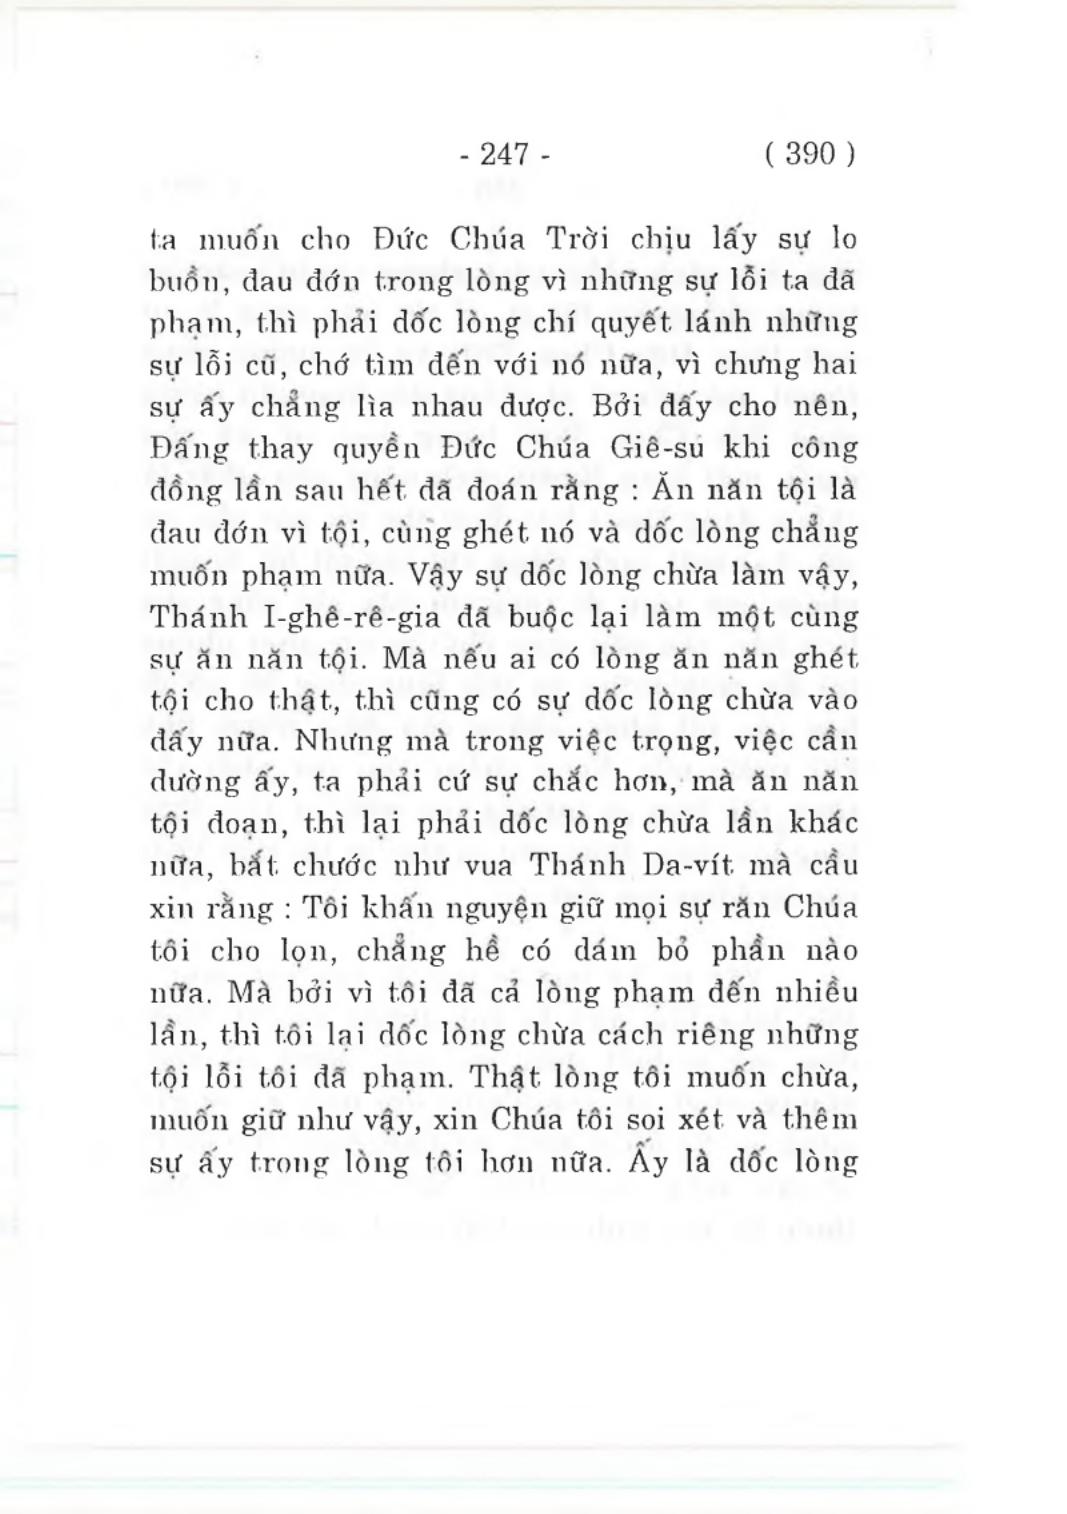 - 247 - ( 390 )
ta muốn cho Đức Chúa Trời chịu lấy sự lo
buồn, đau đớn trong lòng vì những sự lỗi ta đã
phạm, thì phải dốc lòng chí quyết lánh những
sự lỗi cũ, chớ tìm đến với nó nữa, vì chưng hai
sự ấy chẳng lìa nhau được. Bởi đấy cho nên,
Đấng thay quyền Đức Chúa Giê-su khi công
đồng lần sau hết đã đoán rằng : Ăn năn tội là
đau đớn vì tội, cùng ghét nó và dốc lòng chẳng
muốn phạm nữa. Vậy sự dốc lòng chừa làm vậy,
Thánh I-ghê-rê-gia đã buộc lại làm một cùng
sự ăn năn tội. Mà nếu ai có lòng ăn năn ghét
tội cho thật, thì cũng có sự dốc lòng chừa vào
đấy nữa. Nhưng mà trong việc trọng, việc cần
dường ấy, ta phải cứ sự chắc hơn, mà ăn năn
tội đoạn, thì lại phải dốc lòng chừa lần khác
nữa, bắt chước như vua Thánh Da-vít mà cầu
xin rằng : Tôi khấn nguyện giữ mọi sự răn Chúa
tôi cho lọn, chẳng hề có dám bỏ phần nào
nữa. Mà bởi vì tôi đã cả lòng phạm đến nhiều
lần, thì tôi lại dốc lòng chừa cách riêng những
tội lỗi tôi đã phạm. Thật lòng tôi muốn chừa,
muốn giữ như vậy, xin Chúa tôi soi xét và thêm
sự ấy trong lòng tôi hơn nữa. Ấy là dốc lòng